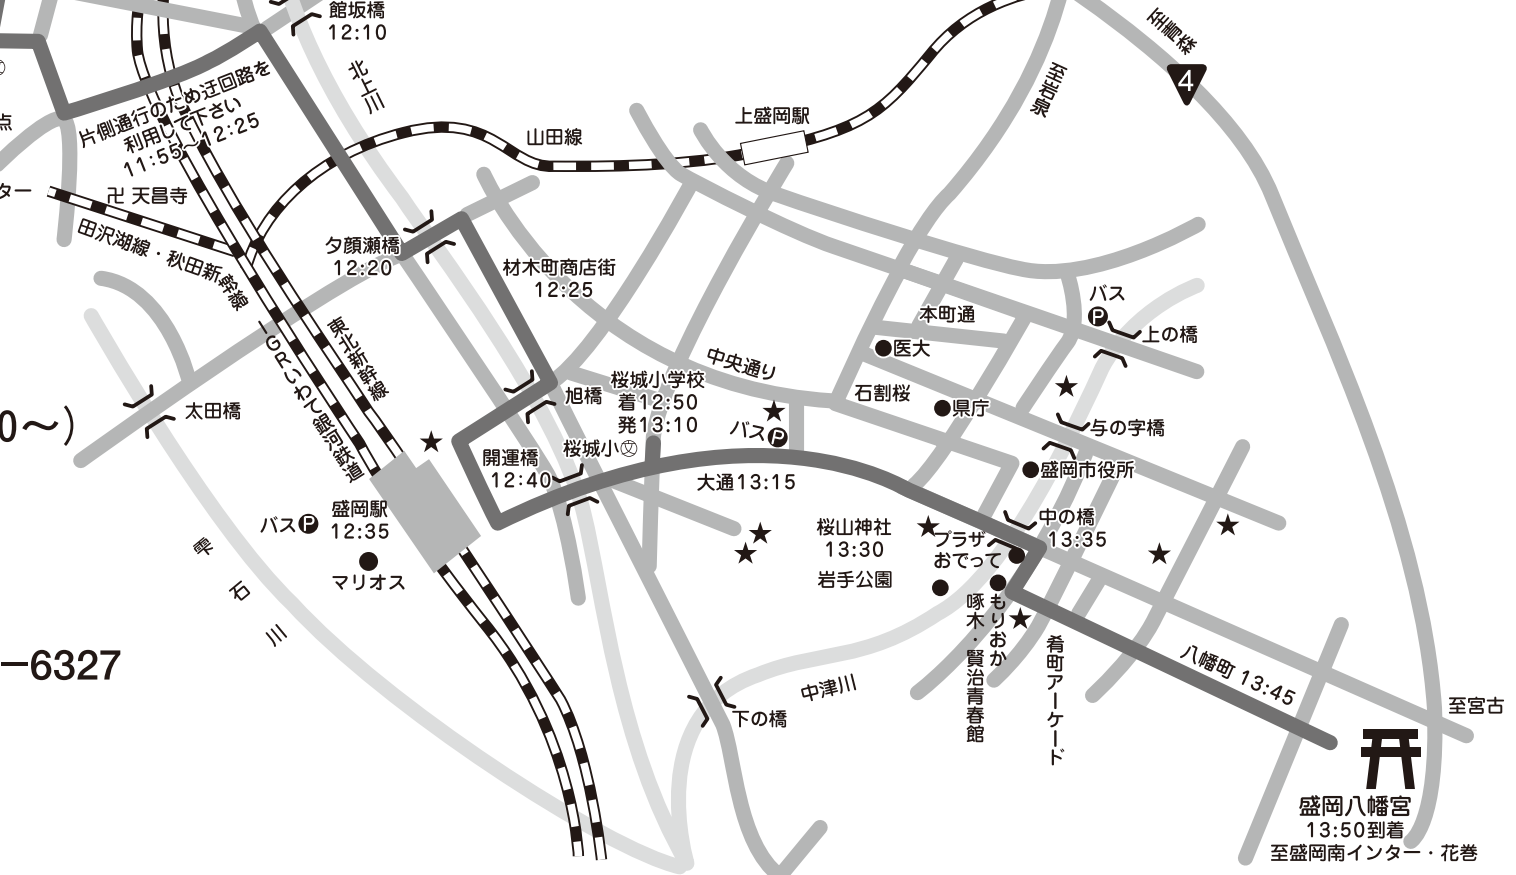 館坂橋
12:10
北上川
至青森
4
至岩泉
点
片側通行のため迂回路を
利用して下さい
11:55～12:25
山田線
上盛岡駅
ター
卍 天昌寺
田沢湖線・秋田新幹線
夕顔瀬橋
12:20
材木町商店街
12:25
東北新幹線
IGRいわて銀河鉄道
太田橋
0～)
バス
P
上の橋
本町通
医大
中央通り
石割桜
県庁
与の字橋
旭橋
桜城小学校
着12:50
発13:10
バスP
桜城小文
開運橋
12:40
盛岡市役所
大通13:15
盛岡駅
12:35
バスP
マリオス
雫石川
桜山神社
13:30
岩手公園
プラザ
おでって
中の橋
13:35
もりおか
啄木・賢治青春館
肴町アーケード
－6327
中津川
下の橋
八幡町 13:45
至宮古
盛岡八幡宮
13:50到着
至盛岡南インター・花巻